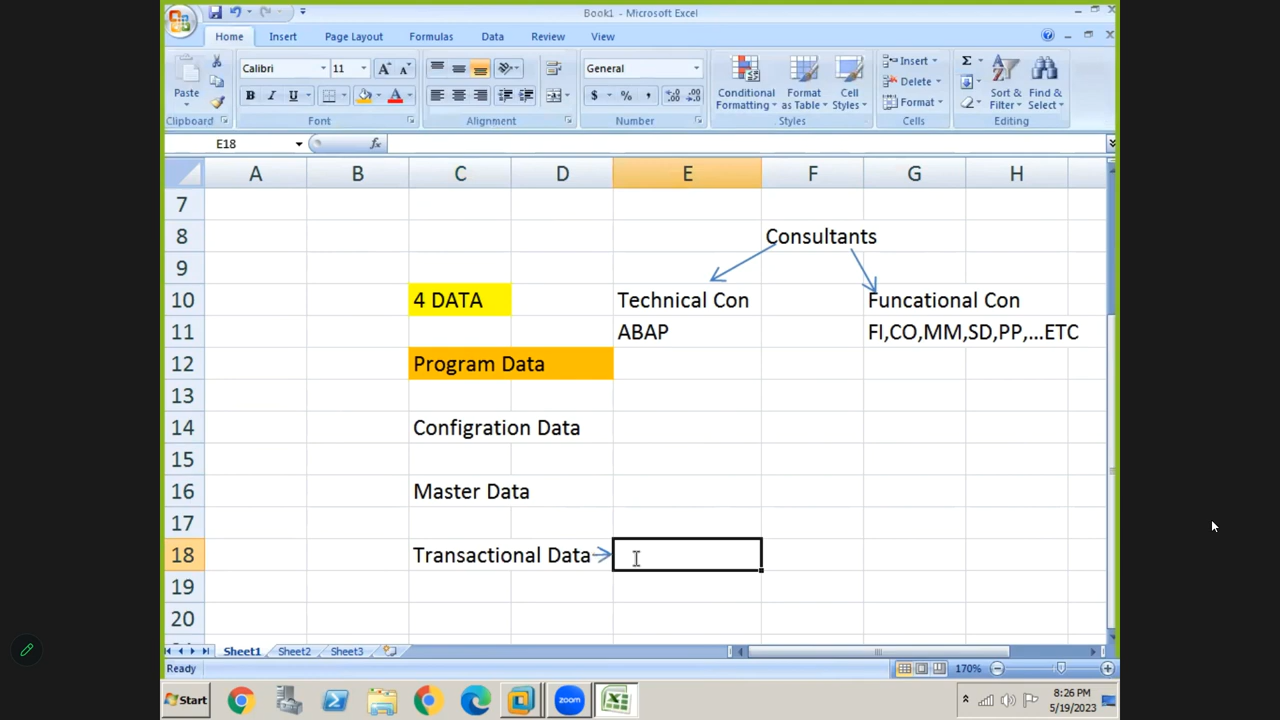 Book1 - Microsoft Excel
Home Insert Page Layout Formulas Data Review View
Paste
Clipboard
Calibri 11
B I U
Font
Alignment
General
$ % ,
Number
Conditional Formatting
Format as Table
Cell Styles
Styles
Insert
Delete
Format
Cells
Σ
Sort & Filter
Find & Select
Editing
E18 fx
A B C D E F G H
7
8 Consultants
9
10 4 DATA Technical Con Funcational Con
11 ABAP FI,CO,MM,SD,PP,...ETC
12 Program Data
13
14 Configration Data
15
16 Master Data
17
18 Transactional Data
19
20
Sheet1 Sheet2 Sheet3
Ready 170%
Start zoom 8:26 PM
5/19/2023